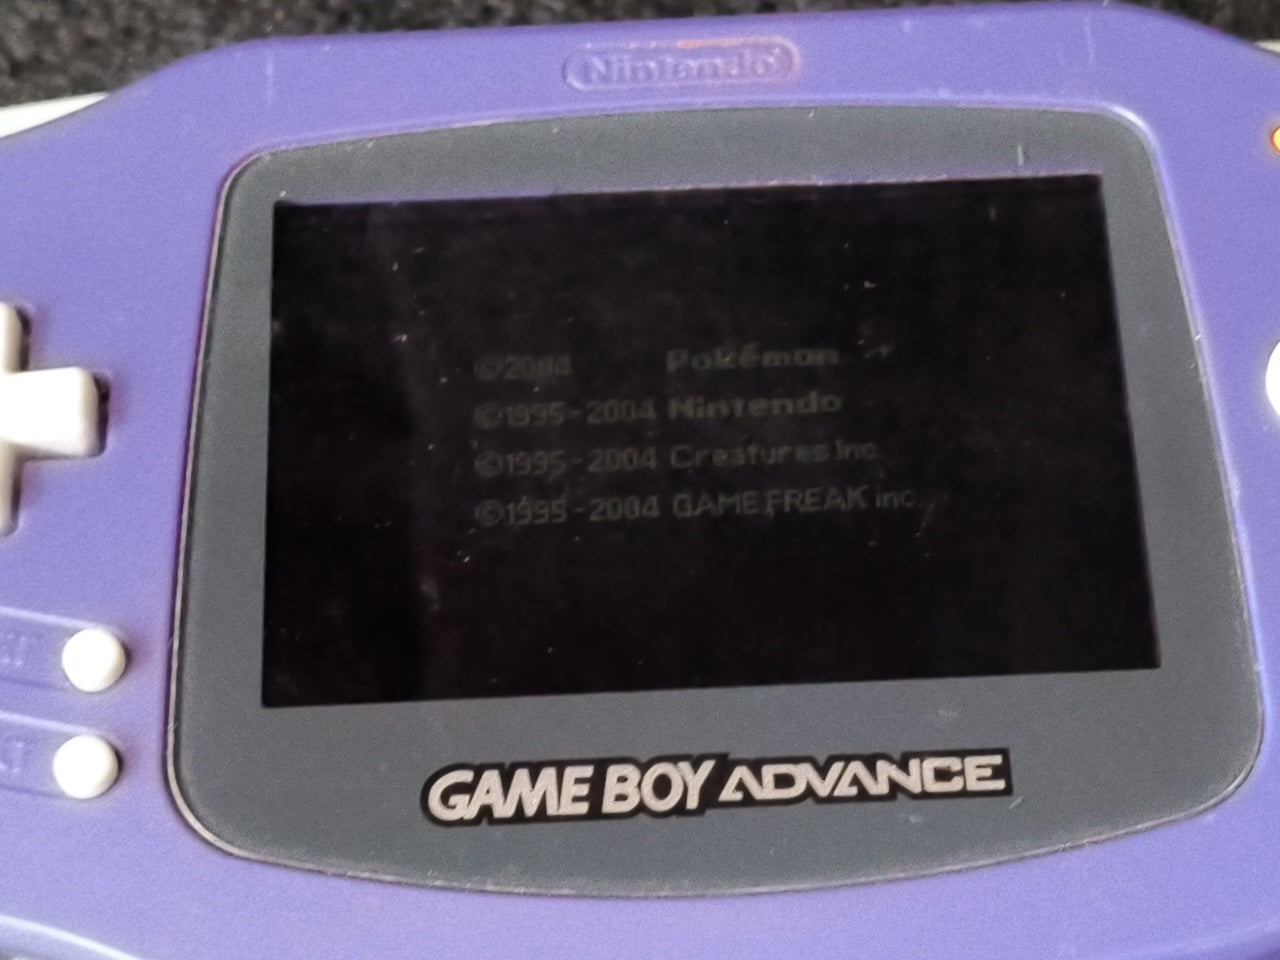 Nintendo
©2004 Pokémon
©1995-2004 Nintendo
©1995-2004 Creatures Inc.
©1995-2004 GAME FREAK inc.
GAME BOY ADVANCE